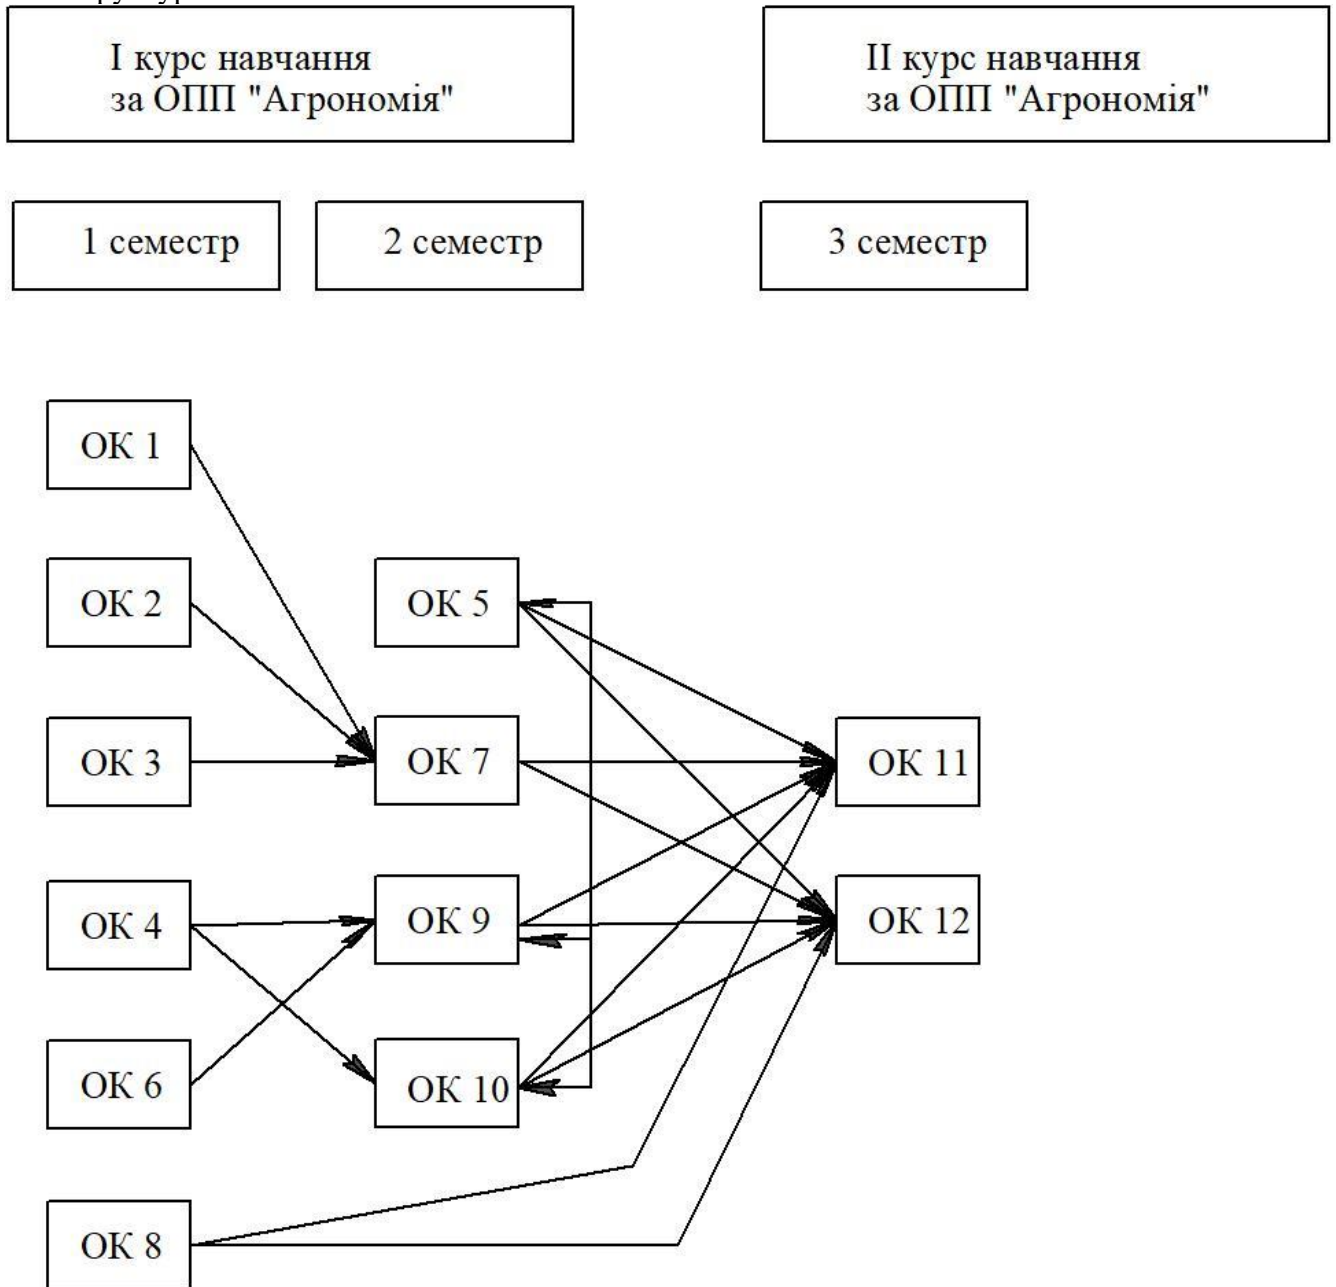 І курс навчання
за ОПП "Агрономія"
ІІ курс навчання
за ОПП "Агрономія"
1 семестр
2 семестр
3 семестр
ОК 1
ОК 2
ОК 5
ОК 3
ОК 7
ОК 11
ОК 4
ОК 9
ОК 12
ОК 6
ОК 10
ОК 8